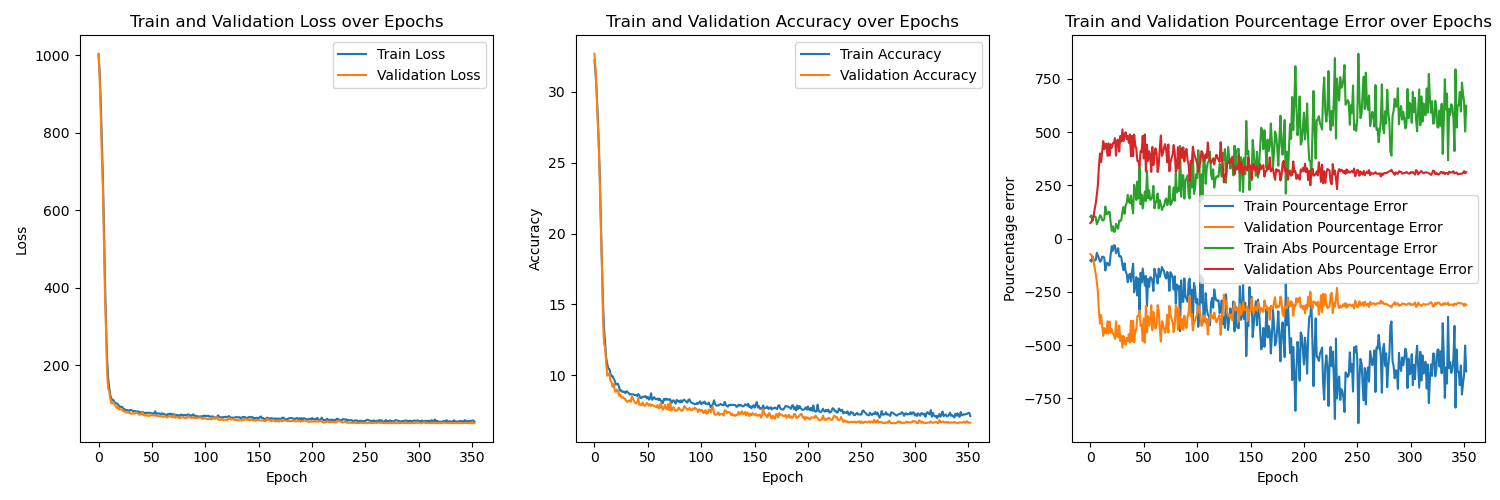 Train and Validation Loss over Epochs
1000
800
600
400
200
Loss
0 50 100 150 200 250 300 350
Epoch
Train Loss
Validation Loss
Train and Validation Accuracy over Epochs
30
25
20
15
10
Accuracy
0 50 100 150 200 250 300 350
Epoch
Train Accuracy
Validation Accuracy
Train and Validation Pourcentage Error over Epochs
750
500
250
0
−250
−500
−750
Pourcentage error
0 50 100 150 200 250 300 350
Epoch
Train Pourcentage Error
Validation Pourcentage Error
Train Abs Pourcentage Error
Validation Abs Pourcentage Error